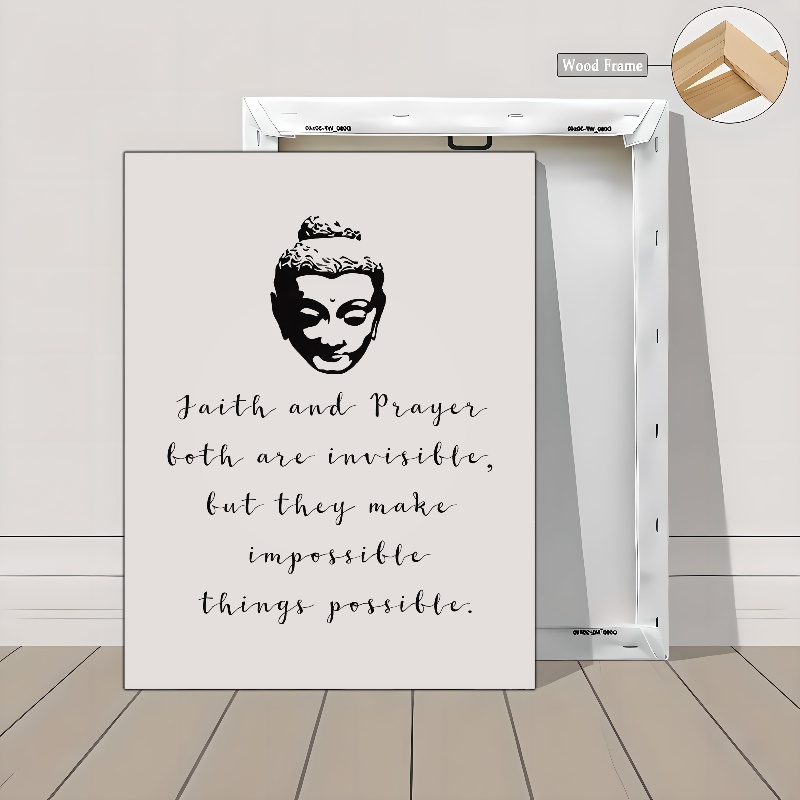 Wood Frame
Faith and Prayer
both are invisible,
but they make
impossible
things possible.